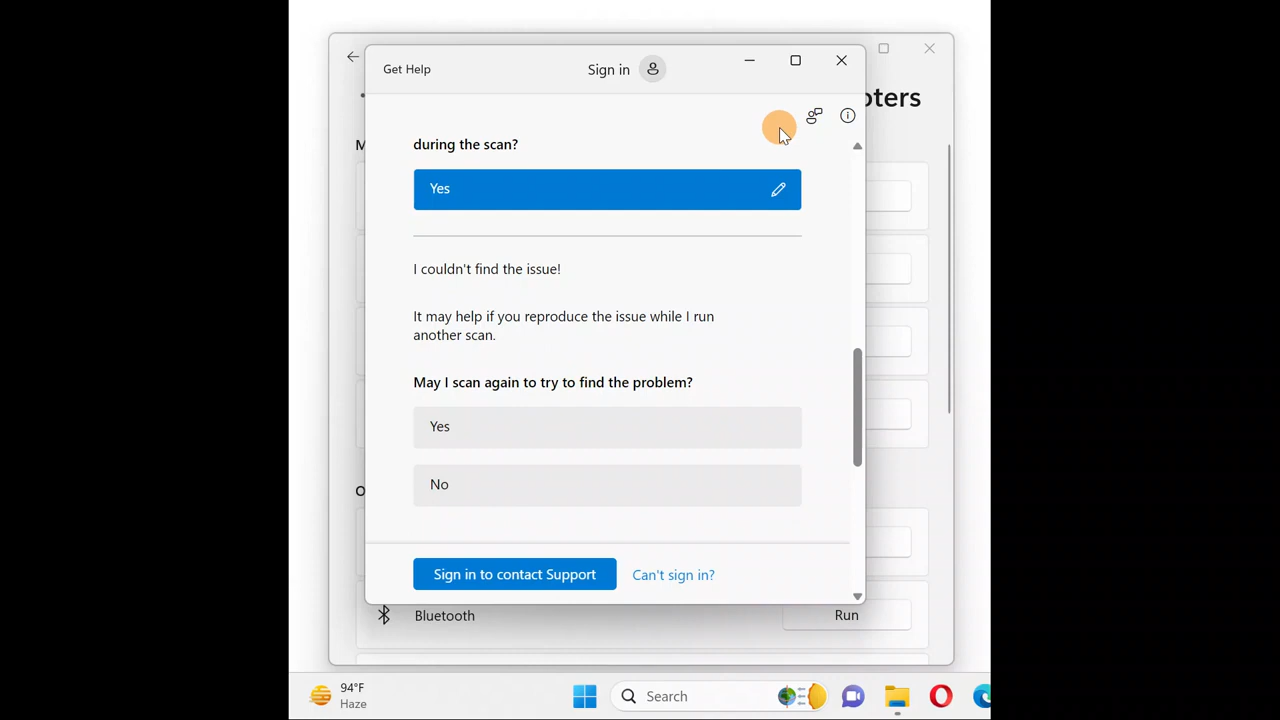 Get Help
Sign in
oters
M
during the scan?
Yes
I couldn't find the issue!
It may help if you reproduce the issue while I run
another scan.
May I scan again to try to find the problem?
Yes
O
No
Sign in to contact Support
Can't sign in?
Bluetooth
Run
94°F
Haze
Search